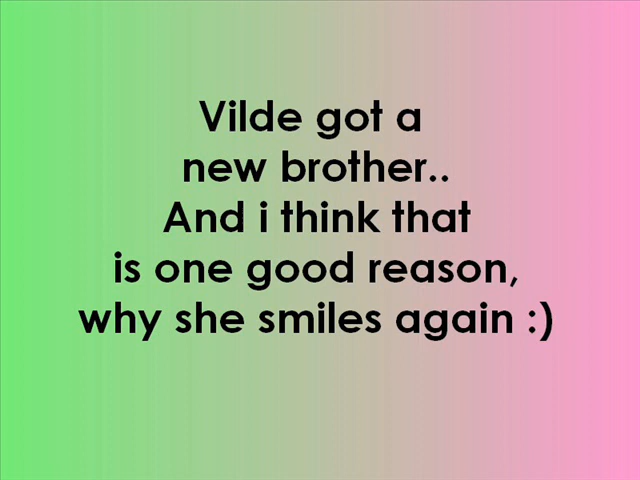 Vilde got a
new brother..
And i think that
is one good reason,
why she smiles again :)